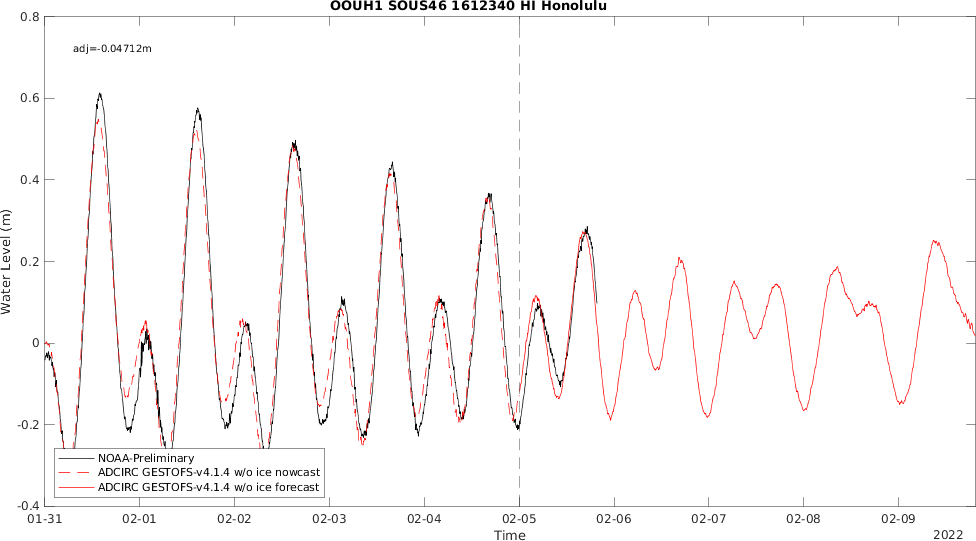 OOUH1 SOUS46 1612340 HI Honolulu
adj=-0.04712m
0.8
0.6
0.4
0.2
0
-0.2
-0.4
Water Level (m)
NOAA-Preliminary
ADCIRC GESTOFS-v4.1.4 w/o ice nowcast
ADCIRC GESTOFS-v4.1.4 w/o ice forecast
01-31 02-01 02-02 02-03 02-04 02-05 02-06 02-07 02-08 02-09
Time
2022